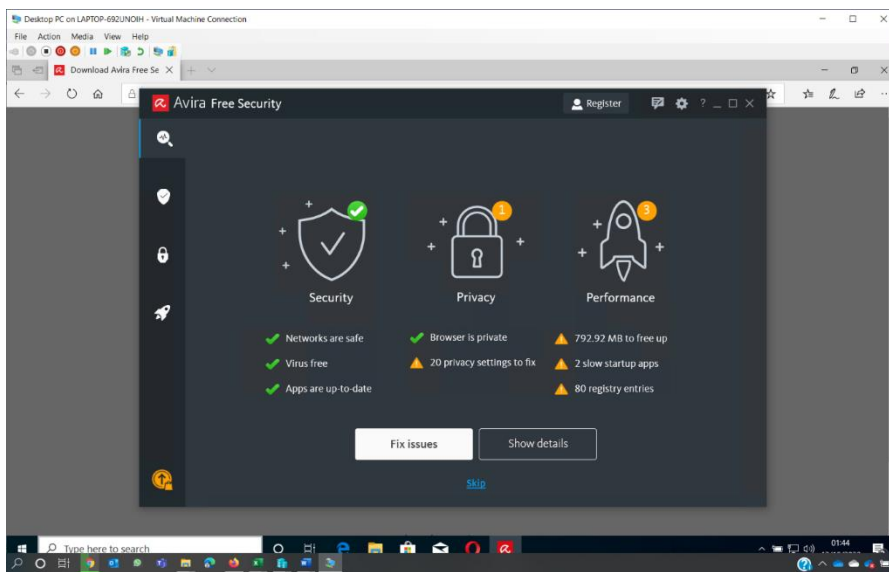 Desktop PC on LAPTOP-692UNOIH - Virtual Machine Connection
File Action Media View Help
Download Avira Free Se
Avira Free Security
Register
?
1
3
Security
Privacy
Performance
Networks are safe
Browser is private
792.92 MB to free up
Virus free
20 privacy settings to fix
2 slow startup apps
Apps are up-to-date
80 registry entries
Fix issues
Show details
Skip
Type here to search
01:44